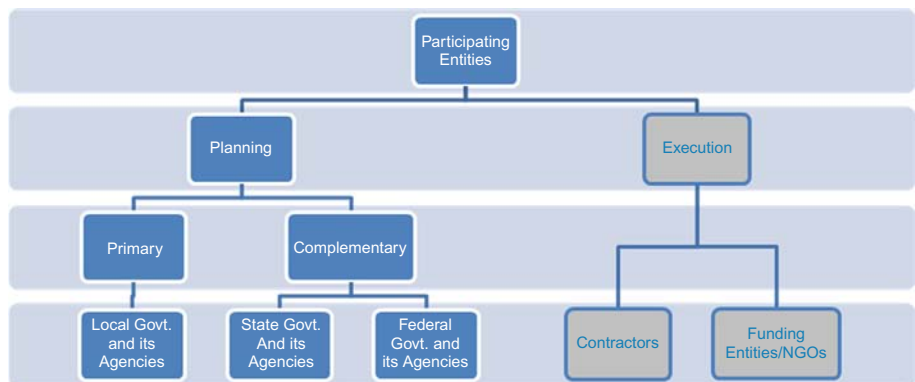 Participating
Entities
Planning
Execution
Primary
Complementary
Local Govt.
and its
Agencies
State Govt.
And its
Agencies
Federal
Govt. and
its Agencies
Contractors
Funding
Entities/NGOs